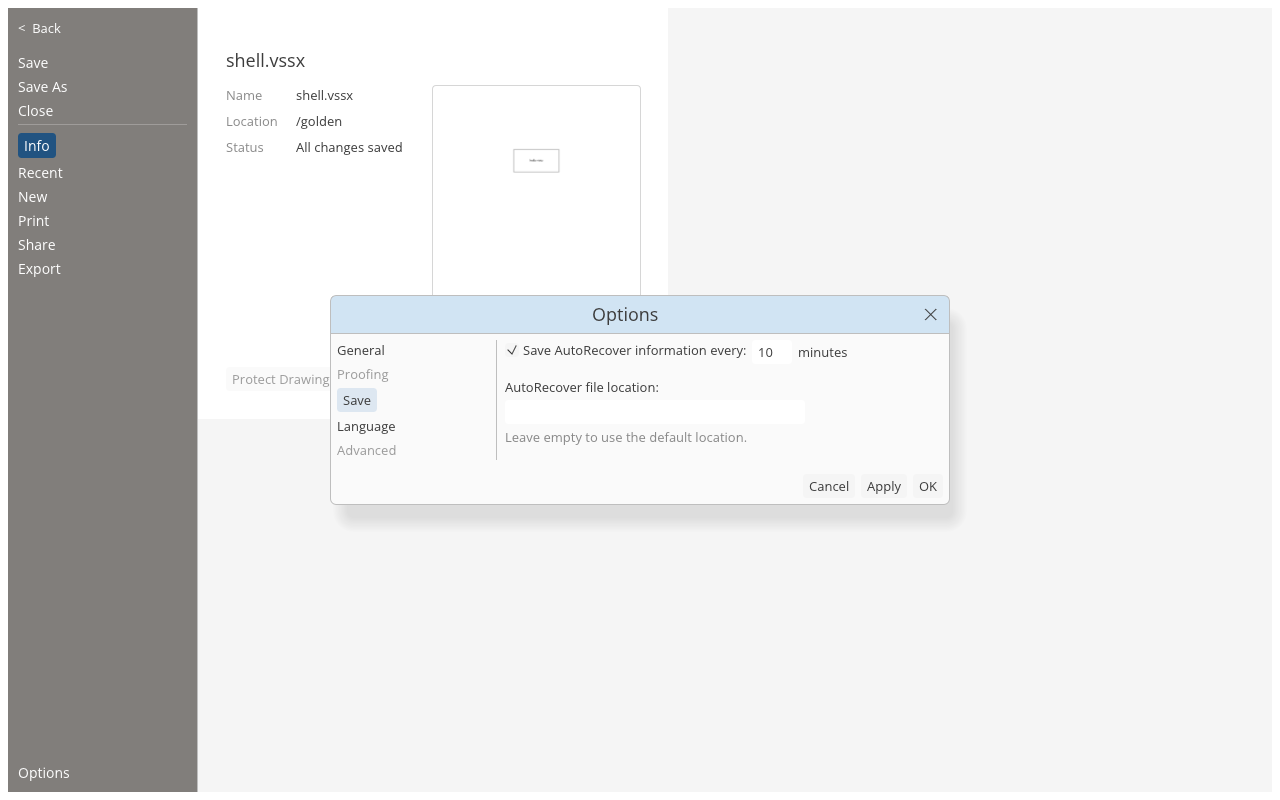 < Back
Save
Save As
Close
Info
Recent
New
Print
Share
Export
Options
shell.vssx
Name shell.vssx
Location /golden
Status All changes saved
Protect Drawing
Options
General
Proofing
Save
Language
Advanced
Save AutoRecover information every: 10 minutes
AutoRecover file location:
Leave empty to use the default location.
Cancel Apply OK